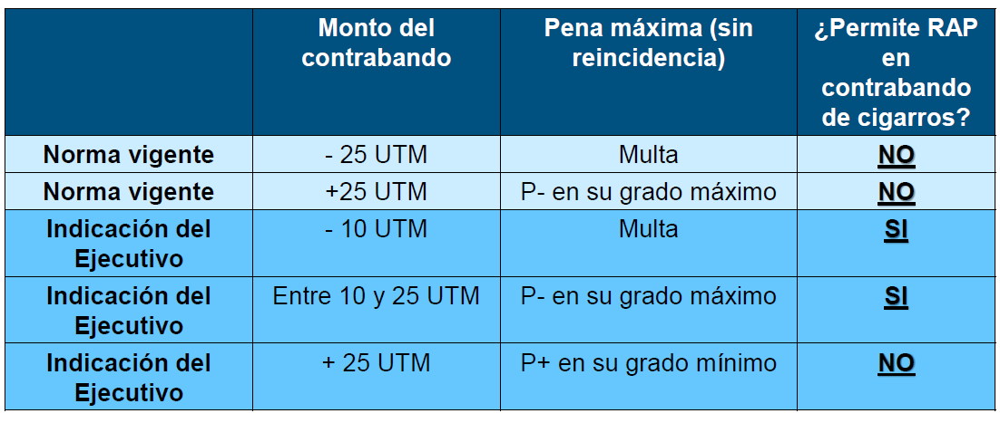 Monto del contrabando	Pena máxima (sin reincidencia)	¿Permite RAP en contrabando de cigarros?
Norma vigente	- 25 UTM	Multa	NO
Norma vigente	+25 UTM	P- en su grado máximo	NO
Indicación del Ejecutivo	- 10 UTM	Multa	SI
Indicación del Ejecutivo	Entre 10 y 25 UTM	P- en su grado máximo	SI
Indicación del Ejecutivo	+ 25 UTM	P+ en su grado mínimo	NO